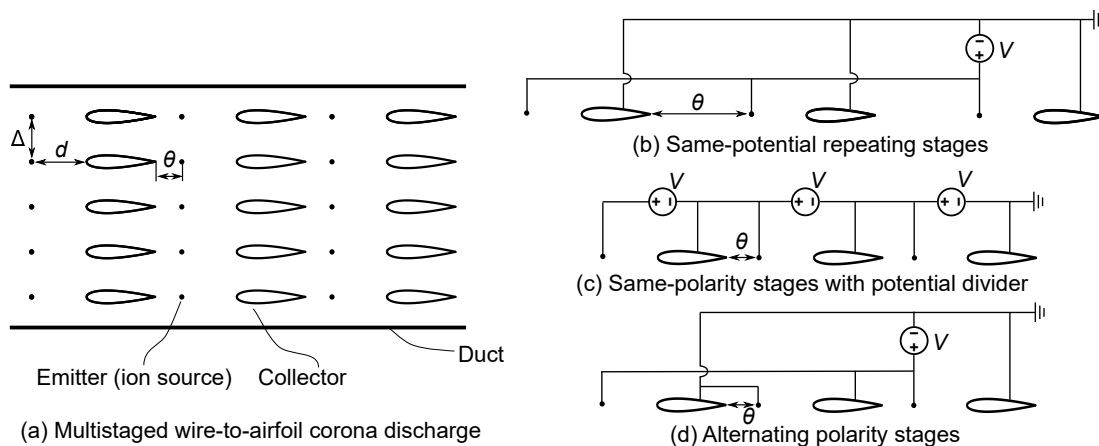 Δ
d
θ
Emitter (ion source)
Collector
Duct
(a) Multistaged wire-to-airfoil corona discharge
V
θ
(b) Same-potential repeating stages
V
V
V
θ
(c) Same-polarity stages with potential divider
V
θ
(d) Alternating polarity stages